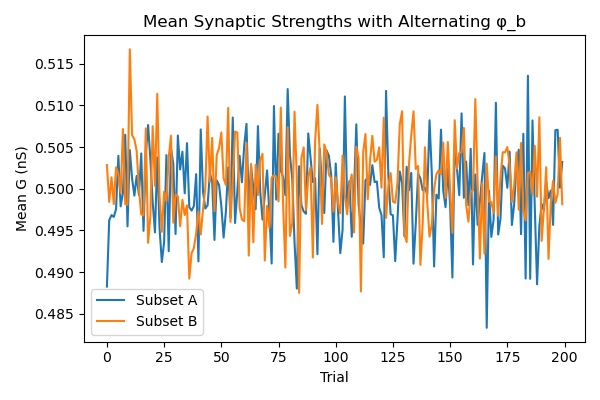 Mean Synaptic Strengths with Alternating φ_b
Mean G (nS)
0.515
0.510
0.505
0.500
0.495
0.490
0.485
Subset A
Subset B
0 25 50 75 100 125 150 175 200
Trial